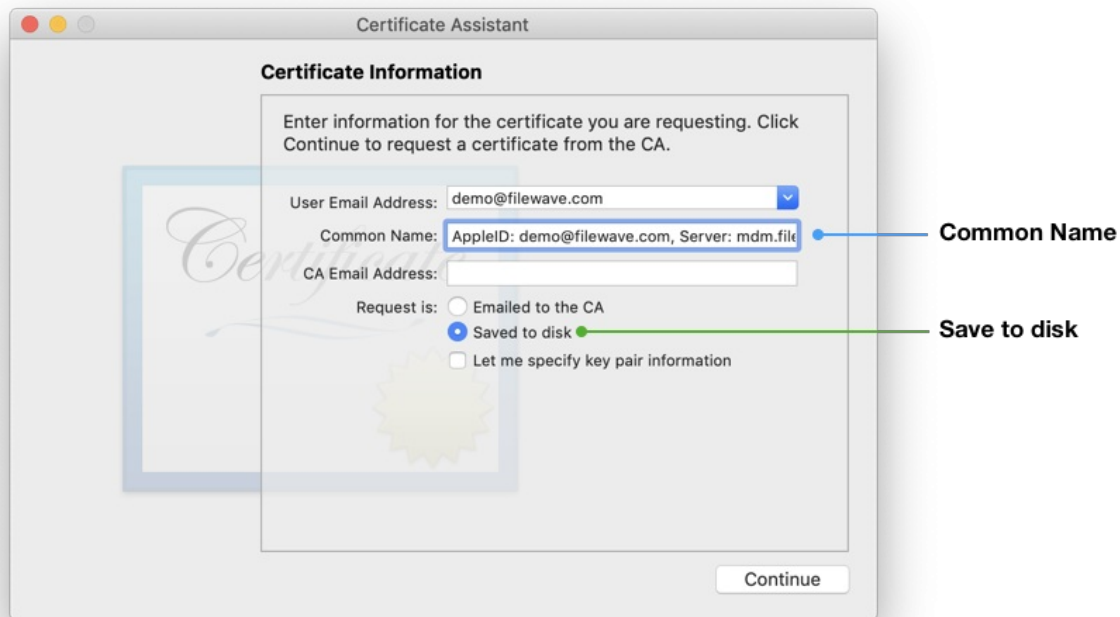 Certificate Assistant
Certificate Information
Enter information for the certificate you are requesting. Click
Continue to request a certificate from the CA.
User Email Address: demo@filewave.com
Common Name: AppleID: demo@filewave.com, Server: mdm.file
Common Name
CA Email Address:
Request is: Emailed to the CA
Saved to disk
Save to disk
Let me specify key pair information
Certificate
Continue